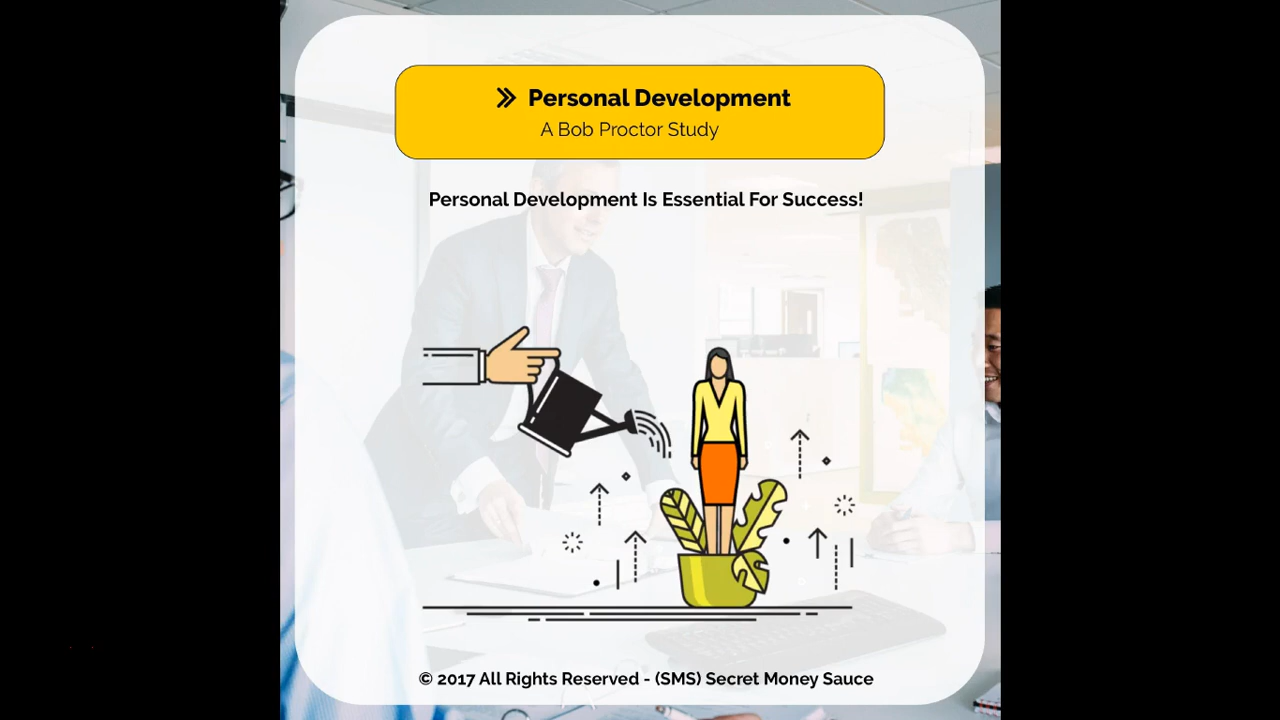 Personal Development
A Bob Proctor Study
Personal Development Is Essential For Success!
© 2017 All Rights Reserved - (SMS) Secret Money Sauce